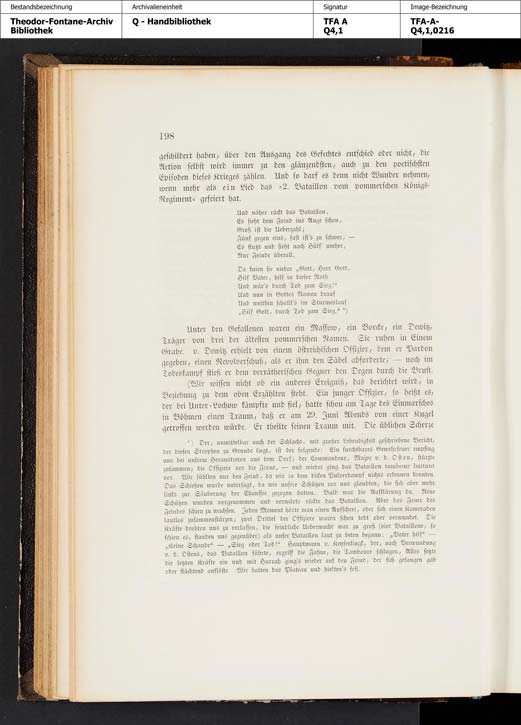 Bestandsbezeichnung
Archivalieneinheit
Signatur
Image-Bezeichnung
Theodor-Fontane-Archiv
Bibliothek
Q - Handbibliothek
TFA A
Q4,1
TFA-A-
Q4,1,0216
198
geschildert haben, über den Ausgang des Gefechtes entschied oder nicht, die
Action selbst wird immer zu den glänzendsten, auch zu den poetischsten
Episoden dieses Krieges zählen. Und so darf es denn nicht Wunder nehmen,
wenn mehr als ein Lied das »2. Bataillon vom pommerschen Königs-
Regiment« gefeiert hat.
Und näher rückt das Bataillon,
Es sieht dem Feind ins Auge schon,
Groß ist die Ueberzahl;
Fünf gegen eins, fast ist's zu schwer, —
Es stutzt und sieht nach Hülf' umher,
Nur Feinde überall.
Da knien sie nieder „Gott, Herr Gott,
Hilf Vater, hilf in dieser Noth
Und wär's durch Tod zum Sieg!“
Und nun in Gottes Namen drauf
Und weithin schallt's im Sturmeslauf:
„Hilf Gott, durch Tod zum Sieg.“*)
Unter den Gefallenen waren ein Massow, ein Borcke, ein Dewitz,
Träger von drei der ältesten pommerschen Namen. Sie ruhen in Einem
Grabe. v. Dewitz erhielt von einem östreichischen Offizier, dem er Pardon
gegeben, einen Revolverschuß, als er ihm den Säbel abforderte; — noch im
Todeskampf stieß er dem verrätherischen Gegner den Degen durch die Brust.
(Wir wissen nicht ob ein anderes Ereigniß, das berichtet wird, in
Beziehung zu dem oben Erzählten steht. Ein junger Offizier, so heißt es,
der bei Unter-Lochow kämpfte und fiel, hatte schon am Tage des Einmarsches
in Böhmen einen Traum, daß er am 29. Juni Abends von einer Kugel
getroffen werden würde. Er theilte seinen Traum mit. Die üblichen Scherze
*) Der, unmittelbar nach der Schlacht, mit großer Lebendigkeit geschriebene Bericht,
der diesen Strophen zu Grunde liegt, ist der folgende: Ein furchtbares Gewehrfeuer empfing
uns bei unserem Heraustreten aus dem Dorf; der Commandeur, Major v. d. Osten, stürzte
zusammen; die Offizier vor die Front, — und wieder ging das Bataillon tambour battant
vor. Wir fühlten nur den Feind, da wir in dem dicken Pulverdampf nichts erkennen konnten.
Das Schießen wurde untersagt, da wir unsre Schützen vor uns glaubten; die sich aber mehr
links zur Säuberung der Chaussee gezogen hatten. Bald war die Aufklärung da. Neue
Schützen wurden vorgenommen und vorwärts rückte das Bataillon. Aber das Feuer des
Feindes schien zu wachsen. Jeden Moment hörte man einen Aufschrei, oder sah einen Kameraden
lautlos zusammenstürzen; zwei Drittel der Offiziere waren schon todt oder verwundet. Die
Kräfte drohten uns zu verlassen, die feindliche Uebermacht war zu groß (vier Bataillone, so
schien es, standen uns gegenüber) als unser Bataillon laut zu beten begann. „Vater hilf“ —
„Keine Schande“ — „Sieg oder Tod!“ Hauptmann v. Keyserlingk, der, nach Verwundung
v. d. Ostens, das Bataillon führte, ergriff die Fahne, die Tamboure schlugen, Alles setzte
die letzten Kräfte ein und mit Hurrah ging's wieder auf den Feind, der sich gefangen gab
oder flüchtend auflöste. Wir hatten das Plateau und hielten's fest.